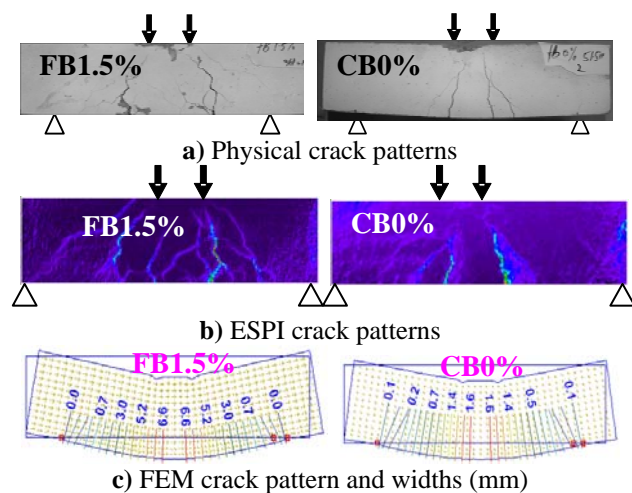 FB1.5%
CB0%
a) Physical crack patterns
FB1.5%
CB0%
b) ESPI crack patterns
FB1.5%
CB0%
0.0 0.7 3.0 5.2 6.6 6.6 5.2 3.0 0.7 0.0
0.1 0.2 0.7 1.4 1.6 1.6 1.4 0.5 0.1
c) FEM crack pattern and widths (mm)